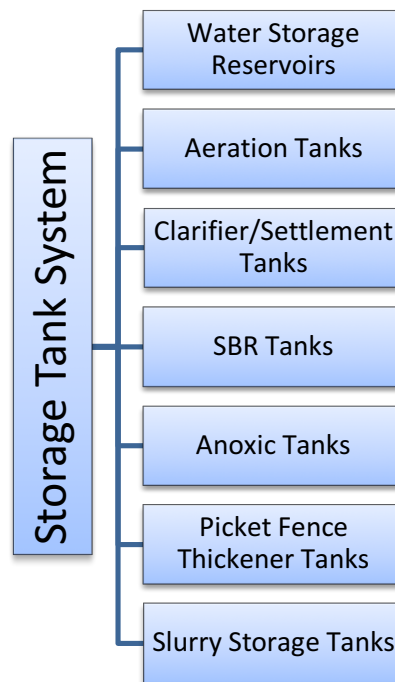 Storage Tank System
Water Storage
Reservoirs
Aeration Tanks
Clarifier/Settlement
Tanks
SBR Tanks
Anoxic Tanks
Picket Fence
Thickener Tanks
Slurry Storage Tanks